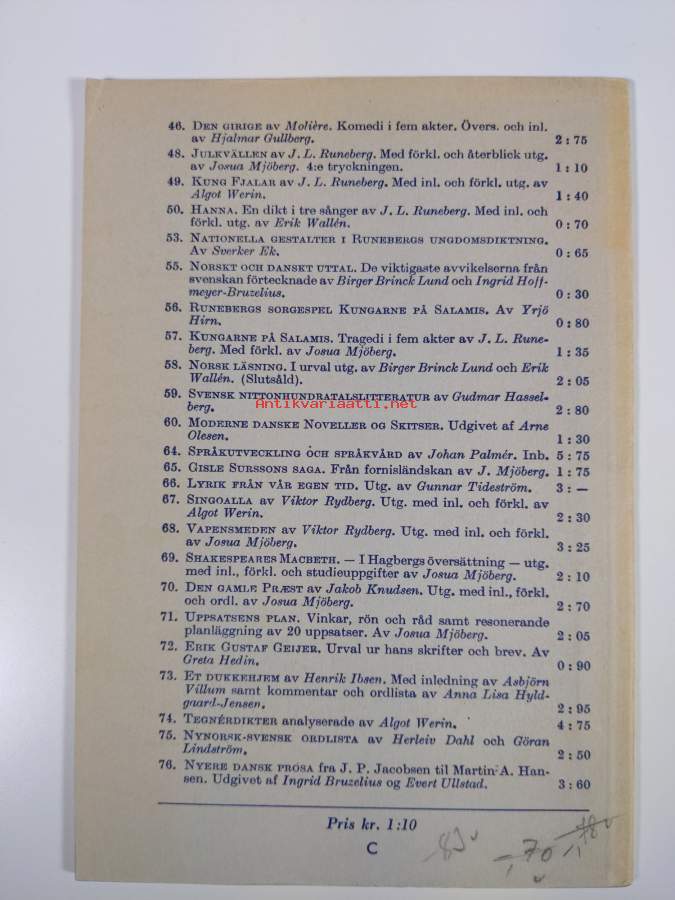 46. DEN GIRIGE av Molière. Komedi i fem akter. Övers. och inl.
av Hjalmar Gullberg. 2:75
48. JULKVÄLLEN av J. L. Runeberg. Med förkl. och återblick utg.
av Josua Mjöberg. 4:e tryckningen. 1:10
49. KUNG FJALAR av J. L. Runeberg. Med inl. och förkl. utg. av
Algot Werin. 1:40
50. HANNA. En dikt i tre sånger av J. L. Runeberg. Med inl. och
förkl. utg. av Erik Wallén. 0:70
53. NATIONELLA GESTALTER I RUNEBERGS UNGDOMSDIKTNING.
Av Sverker Ek. 0:65
55. NORSKT OCH DANSKT UTTAL. De viktigaste avvikelserna från
svenskan förtecknade av Birger Brinck Lund och Ingrid Hoff-
meyer-Bruzelius. 0:30
56. RUNEBERGS SORGESPEL KUNGARNE PÅ SALAMIS. Av Yrjö
Hirn. 0:80
57. KUNGARNE PÅ SALAMIS. Tragedi i fem akter av J. L. Rune-
berg. Med förkl. av Josua Mjöberg. 1:35
58. NORSK LÄSNING. I urval utg. av Birger Brinck Lund och Erik
Wallén. (Slutsåld). 2:05
59. SVENSK NITTONHUNDRATALSLITTERATUR av Gudmar Hassel-
berg. 2:80
Antikvariaatti.net
60. MODERNE DANSKE NOVELLER OG SKITSER. Udgivet af Arne
Olesen. 1:30
64. SPRÅKUTVECKLING OCH SPRÅKVÅRD av Johan Palmér. Inb. 5:75
65. GISLE SURSSONS SAGA. Från fornisländskan av J. Mjöberg. 1:75
66. LYRIK FRÅN VÅR EGEN TID. Utg. av Gunnar Tideström. 3:—
67. SINGOALLA av Viktor Rydberg. Utg. med inl. och förkl. av
Algot Werin. 2:30
68. VAPENSMEDEN av Viktor Rydberg. Utg. med inl. och förkl.
av Josua Mjöberg. 3:25
69. SHAKESPEARES MACBETH. — I Hagbergs översättning — utg.
med inl., förkl. och studieuppgifter av Josua Mjöberg. 2:10
70. DEN GAMLE PRÆST av Jakob Knudsen. Utg. med inl., förkl.
och ordl. av Josua Mjöberg. 2:70
71. UPPSATSENS PLAN. Vinkar, rön och råd samt resonerande
planläggning av 20 uppsatser. Av Josua Mjöberg. 2:05
72. ERIK GUSTAF GEIJER. Urval ur hans skrifter och brev. Av
Greta Hedin. 0:90
73. ET DUKKEHJEM av Henrik Ibsen. Med inledning av Asbjörn
Villum samt kommentar och ordlista av Anna Lisa Hyld-
gaard-Jensen. 2:95
74. TEGNÉRDIKTER analyserade av Algot Werin. 4:75
75. NYNORSK-SVENSK ORDLISTA av Herleiv Dahl och Göran
Lindström. 2:50
76. NYERE DANSK PROSA fra J. P. Jacobsen til Martin A. Han-
sen. Udgivet af Ingrid Bruzelius og Evert Ullstad. 3:60
Pris kr. 1:10
C
70